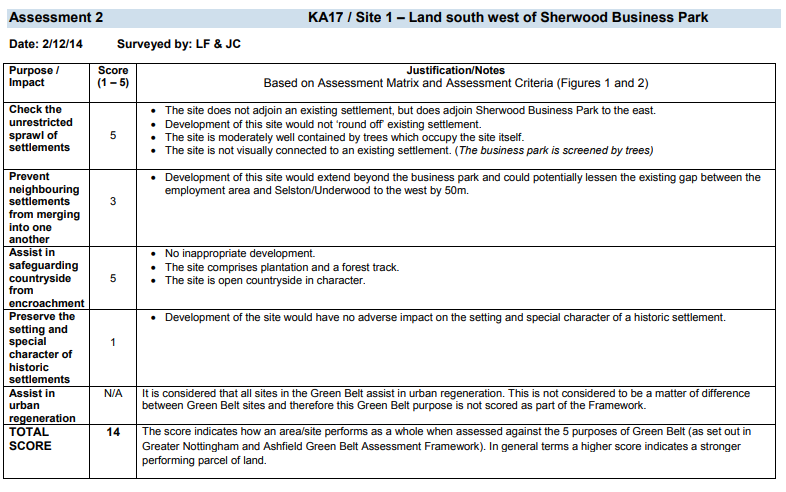 Assessment 2 KA17 / Site 1 – Land south west of Sherwood Business Park
Date: 2/12/14 Surveyed by: LF & JC
Purpose / Impact
Score (1 – 5)
Justification/Notes
Based on Assessment Matrix and Assessment Criteria (Figures 1 and 2)
Check the
unrestricted
sprawl of
settlements
5
• The site does not adjoin an existing settlement, but does adjoin Sherwood Business Park to the east.
• Development of this site would not ‘round off’ existing settlement.
• The site is moderately well contained by trees which occupy the site itself.
• The site is not visually connected to an existing settlement. (The business park is screened by trees)
Prevent
neighbouring
settlements
from merging
into one
another
3
• Development of this site would extend beyond the business park and could potentially lessen the existing gap between the
employment area and Selston/Underwood to the west by 50m.
Assist in
safeguarding
countryside
from
encroachment
5
• No inappropriate development.
• The site comprises plantation and a forest track.
• The site is open countryside in character.
Preserve the
setting and
special
character of
historic
settlements
1
• Development of the site would have no adverse impact on the setting and special character of a historic settlement.
Assist in
urban
regeneration
N/A
It is considered that all sites in the Green Belt assist in urban regeneration. This is not considered to be a matter of difference
between Green Belt sites and therefore this Green Belt purpose is not scored as part of the Framework.
TOTAL
SCORE
14
The score indicates how an area/site performs as a whole when assessed against the 5 purposes of Green Belt (as set out in
Greater Nottingham and Ashfield Green Belt Assessment Framework). In general terms a higher score indicates a stronger
performing parcel of land.